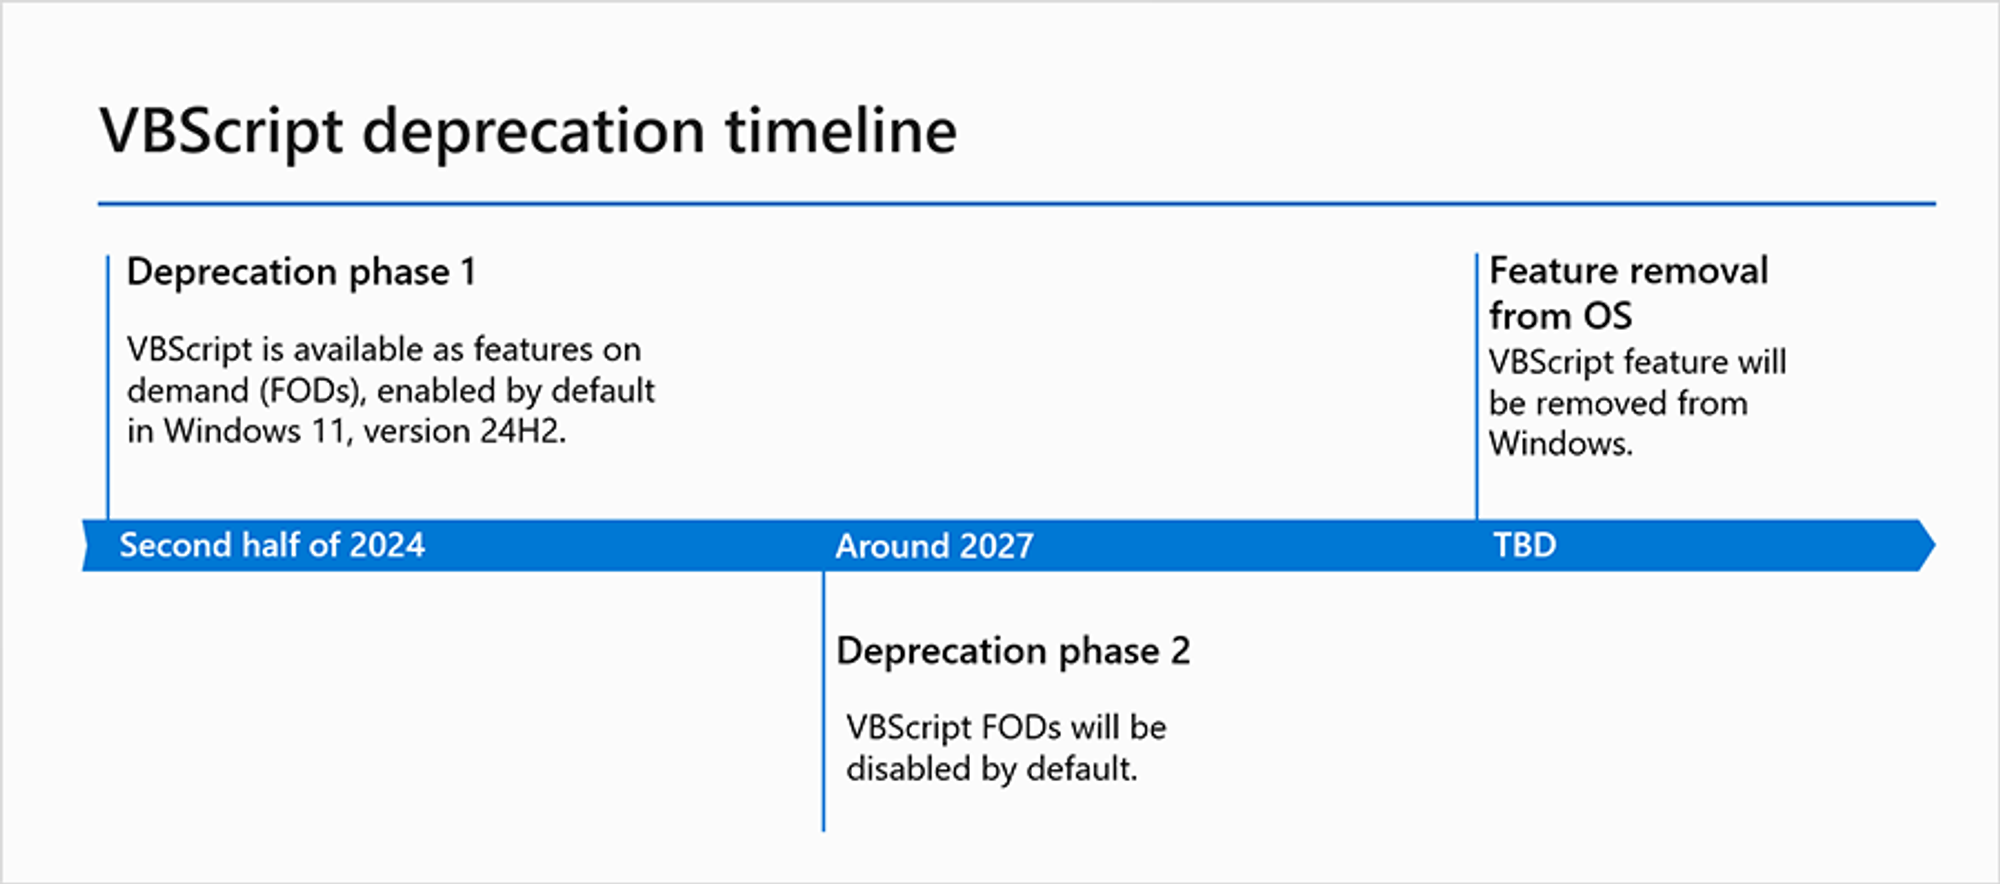 VBScript deprecation timeline
Deprecation phase 1
VBScript is available as features on
demand (FODs), enabled by default
in Windows 11, version 24H2.
Feature removal
from OS
VBScript feature will
be removed from
Windows.
Second half of 2024
Around 2027
TBD
Deprecation phase 2
VBScript FODs will be
disabled by default.